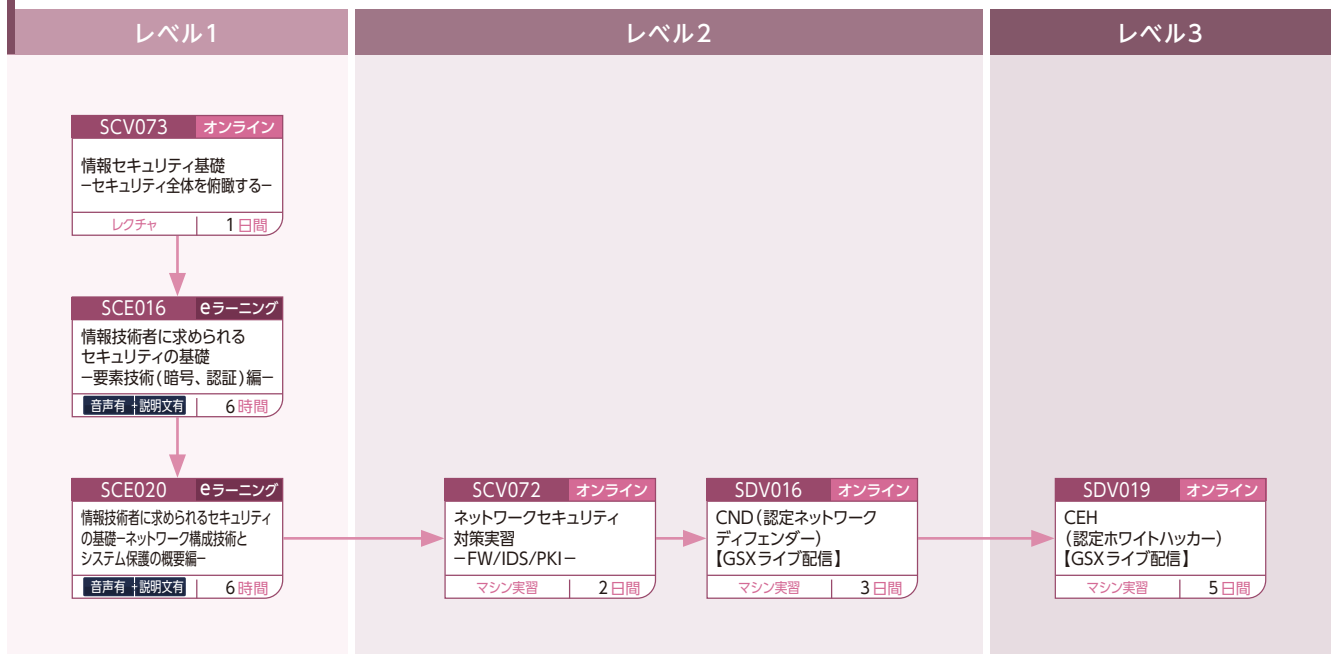 レベル1
レベル2
レベル3
SCV073 オンライン
情報セキュリティ基礎
−セキュリティ全体を俯瞰する−
レクチャ 1日間
SCE016 eラーニング
情報技術者に求められる
セキュリティの基礎
−要素技術(暗号、認証)編−
音声有+説明文有 6時間
SCE020 eラーニング
情報技術者に求められるセキュリティ
の基礎−ネットワーク構成技術と
システム保護の概要編−
音声有+説明文有 6時間
SCV072 オンライン
ネットワークセキュリティ
対策実習
−FW/IDS/PKI−
マシン実習 2日間
SDV016 オンライン
CND(認定ネットワーク
ディフェンダー)
【GSXライブ配信】
マシン実習 3日間
SDV019 オンライン
CEH
(認定ホワイトハッカー)
【GSXライブ配信】
マシン実習 5日間